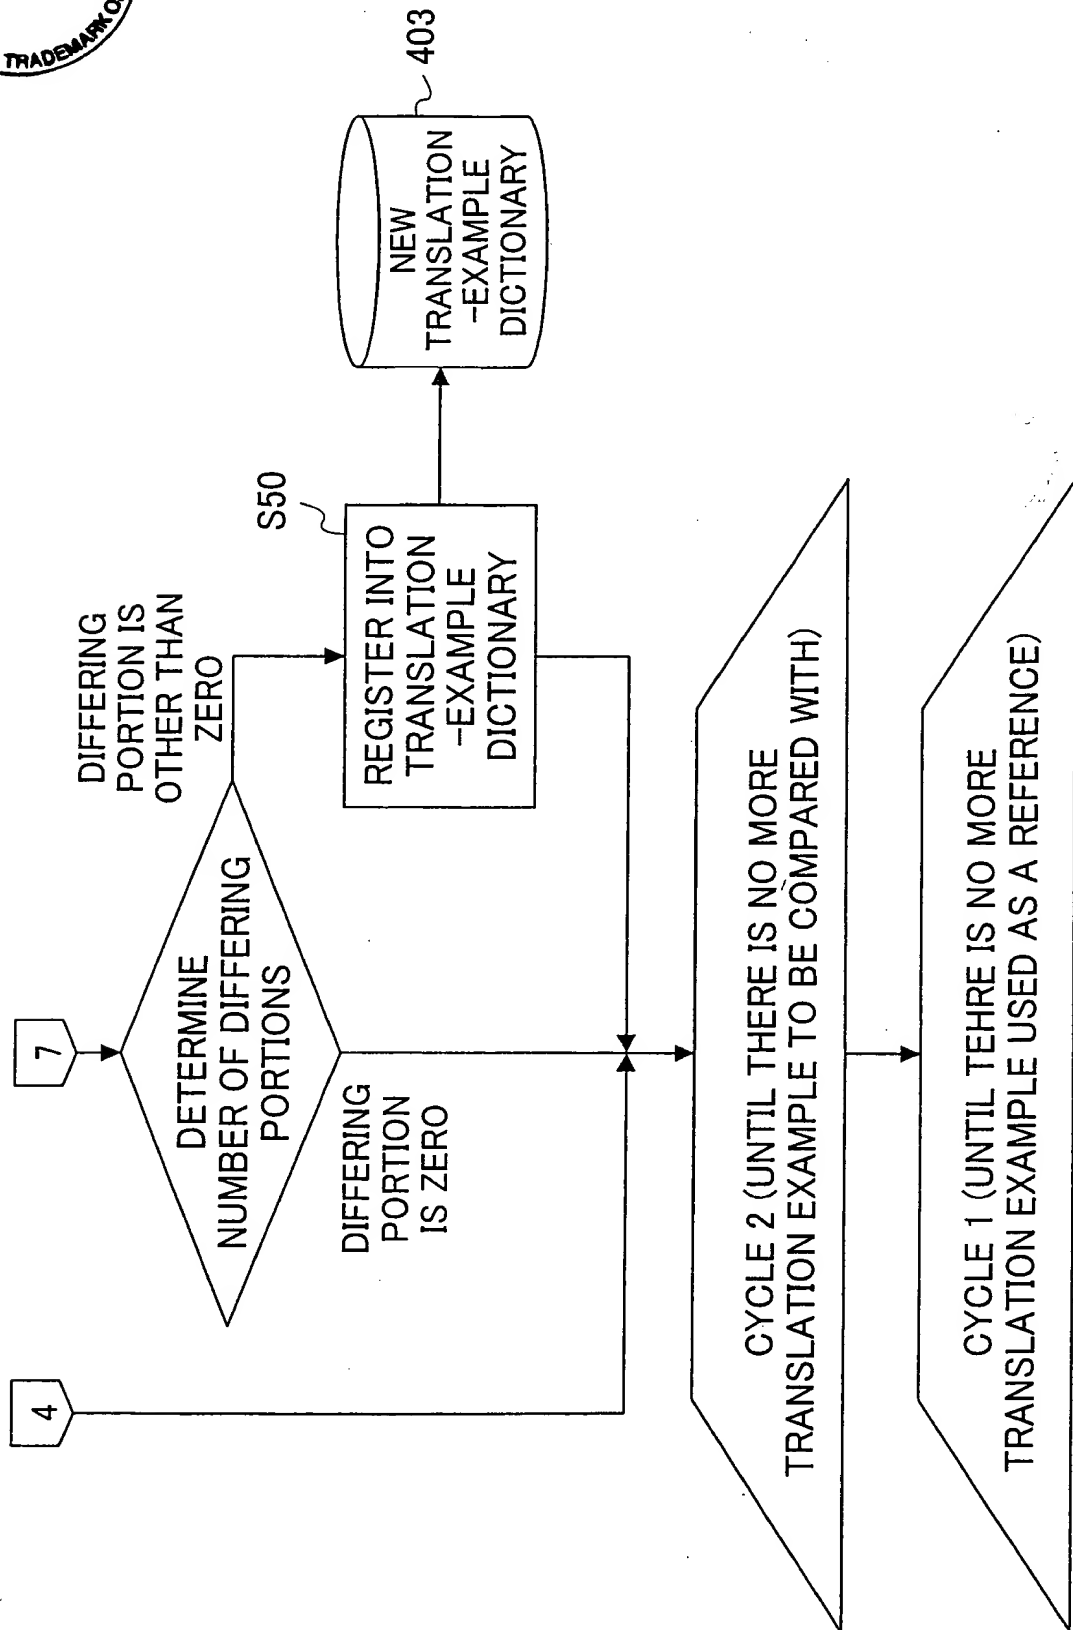 TRADEMARK
7
4
DETERMINE
NUMBER OF DIFFERING
PORTIONS
DIFFERING
PORTION IS
OTHER THAN
ZERO
DIFFERING
PORTION
IS ZERO
S50
REGISTER INTO
TRANSLATION
-EXAMPLE
DICTIONARY
403
NEW
TRANSLATION
-EXAMPLE
DICTIONARY
CYCLE 2 (UNTIL THERE IS NO MORE
TRANSLATION EXAMPLE TO BE COMPARED WITH)
CYCLE 1 (UNTIL TEHRE IS NO MORE
TRANSLATION EXAMPLE USED AS A REFERENCE)